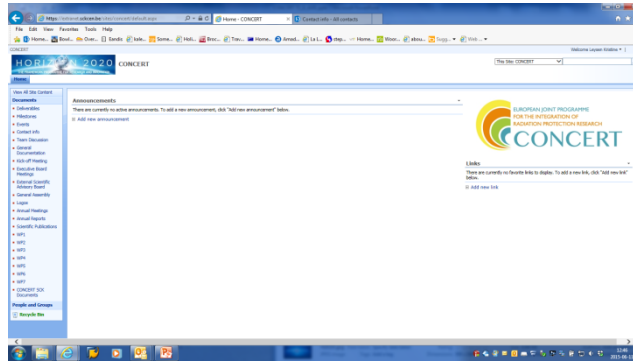 Home - CONCERT
Contact info - All contacts
File Edit View Favorites Tools Help
CONCERT
Welcome Leysen Kristina
HORIZON 2020
CONCERT
This Site: CONCERT
Home
View All Site Content
Documents
Deliverables
Milestones
Events
Contact info
Team Discussion
General
Documentation
Kick-off Meeting
Executive Board
Meetings
External Scientific
Advisory Board
General Assembly
Logos
Annual Meetings
Annual Reports
Scientific Publications
WP1
WP2
WP3
WP4
WP5
WP6
WP7
CONCERT SCK
Documents
People and Groups
Recycle Bin
Announcements
There are currently no active announcements. To add a new announcement, click "Add new announcement" below.
Add new announcement
EUROPEAN JOINT PROGRAMME
FOR THE INTEGRATION OF
RADIATION PROTECTION RESEARCH
CONCERT
Links
There are currently no favorite links to display. To add a new link, click "Add new link"
below.
Add new link